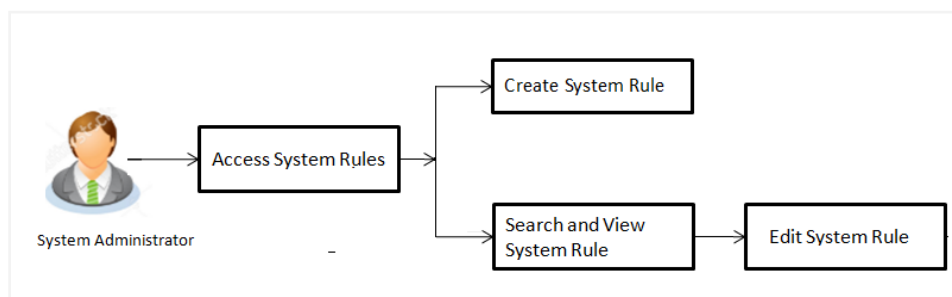 Create System Rule
Access System Rules
System Administrator
Search and View
System Rule
Edit System Rule